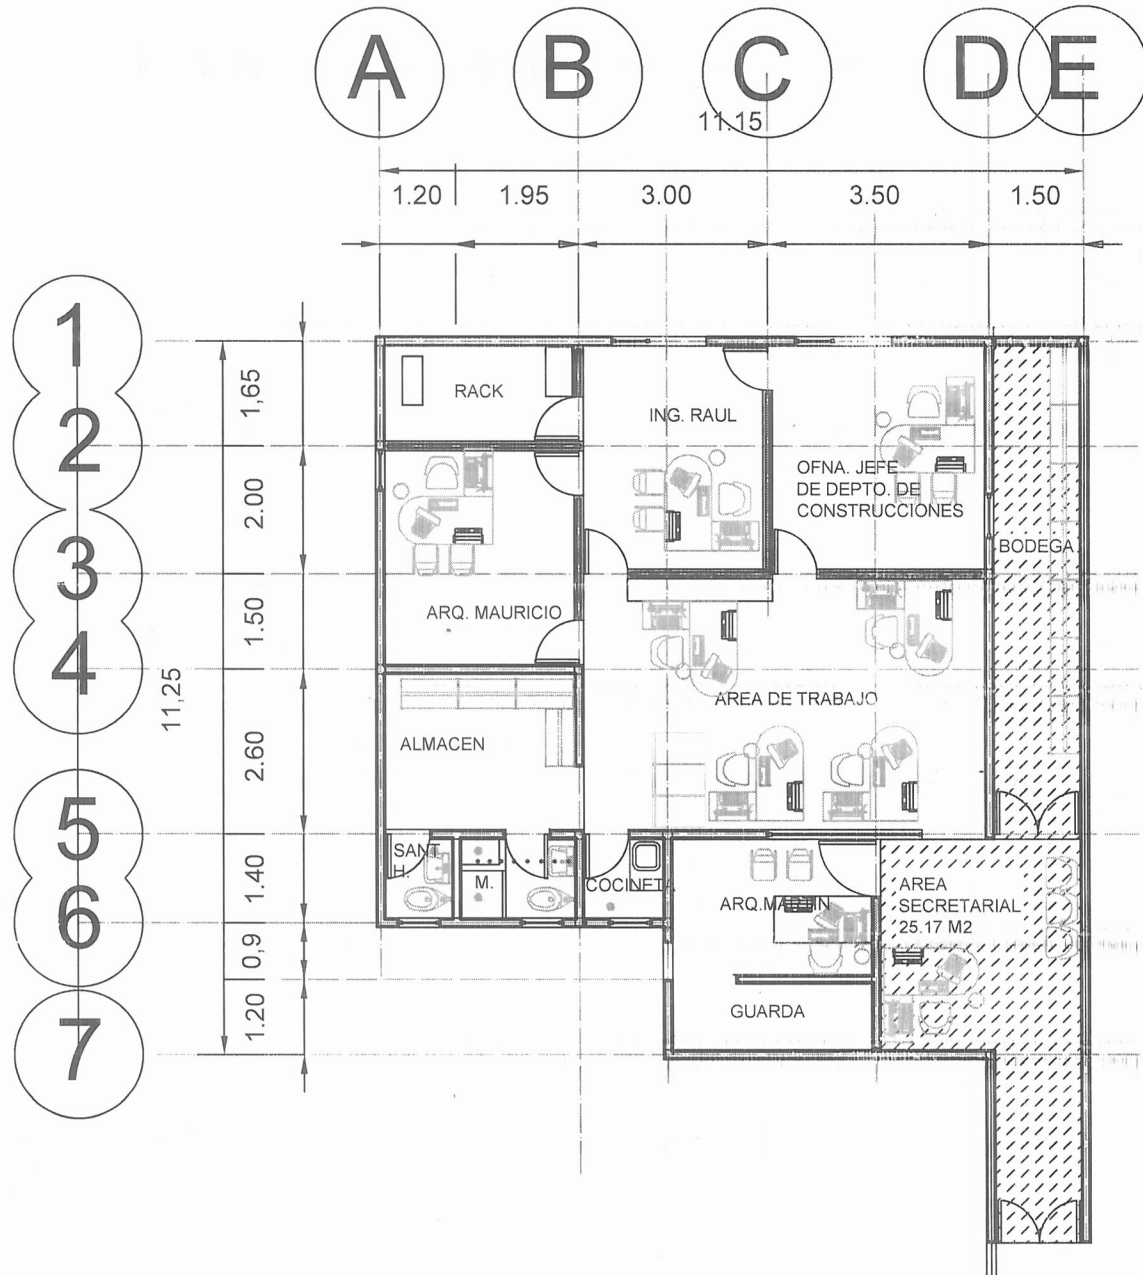 A B C D E
11.15
1.20 1.95 3.00 3.50 1.50
1
2
3
4
5
6
7
1,65
2.00
1.50
2.60
1.40
0,9
1.20
11,25
RACK
ING. RAUL
OFNA. JEFE
DE DEPTO. DE
CONSTRUCCIONES
BODEGA
ARQ. MAURICIO
AREA DE TRABAJO
ALMACEN
SANT
H.
M.
COCINETA
ARQ.MARTIN
AREA
SECRETARIAL
25.17 M2
GUARDA